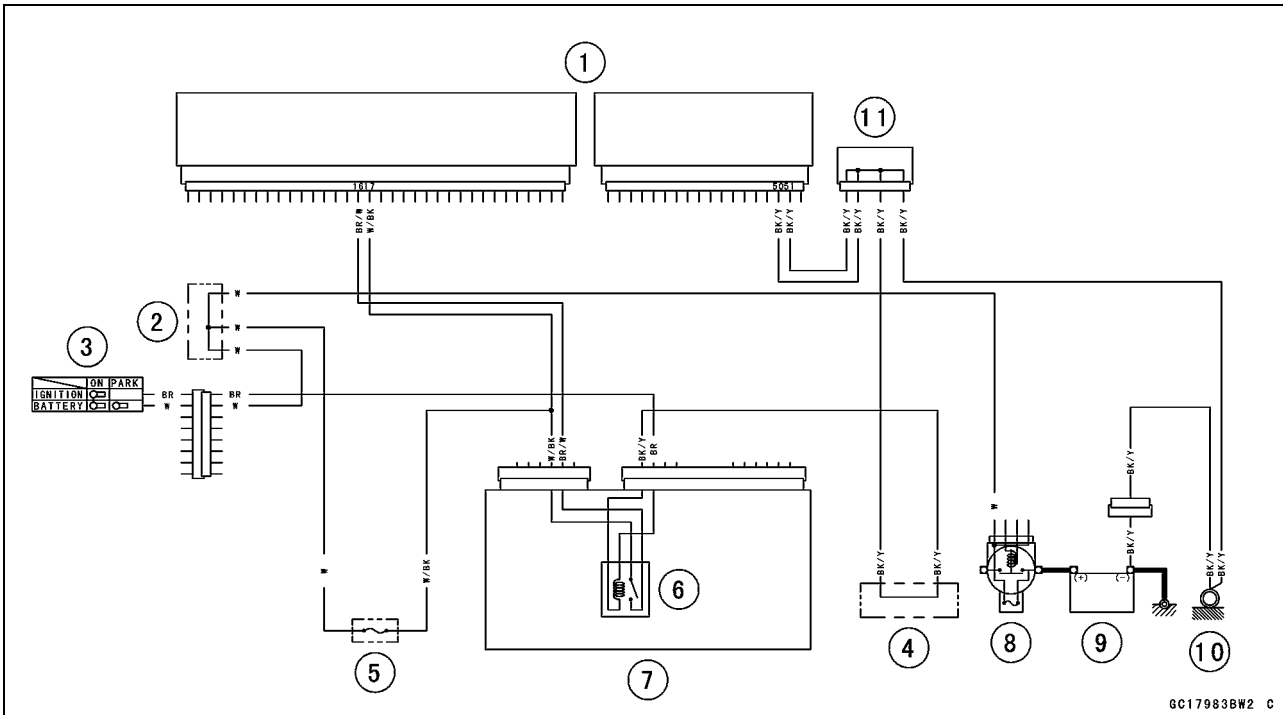 1
11
1617
5051
BR/W
W/BK
BK/Y
BK/Y
BK/Y
BK/Y
BK/Y
BK/Y
2
W
W
W
3
ON PARK
IGNITION
BATTERY
BR
W
BR
W
W/BK
BR/W
BK/Y
BR
BK/Y
W
BK/Y
W
W/BK
BK/Y
BK/Y
BK/Y
BK/Y
BK/Y
(+)
(-)
6
5
7
4
8
9
10
GC17983BW2 C